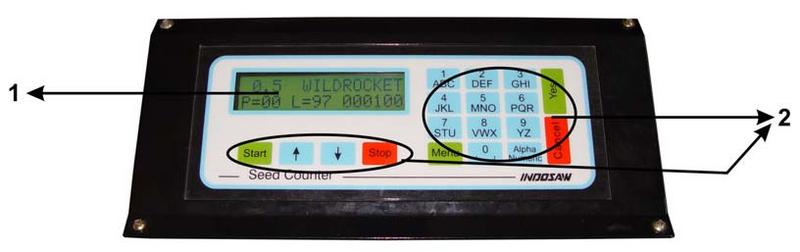 1
0.5 WILDROCKET
P=00 L=97 000100
1
ABC
2
DEF
3
GHI
Yes
4
JKL
5
MNO
6
PQR
7
STU
8
VWX
9
YZ
Cancel
Start ↑ ↓ Stop
Menu
0
Alpha
Numeric
Seed Counter
INDOSAW
2